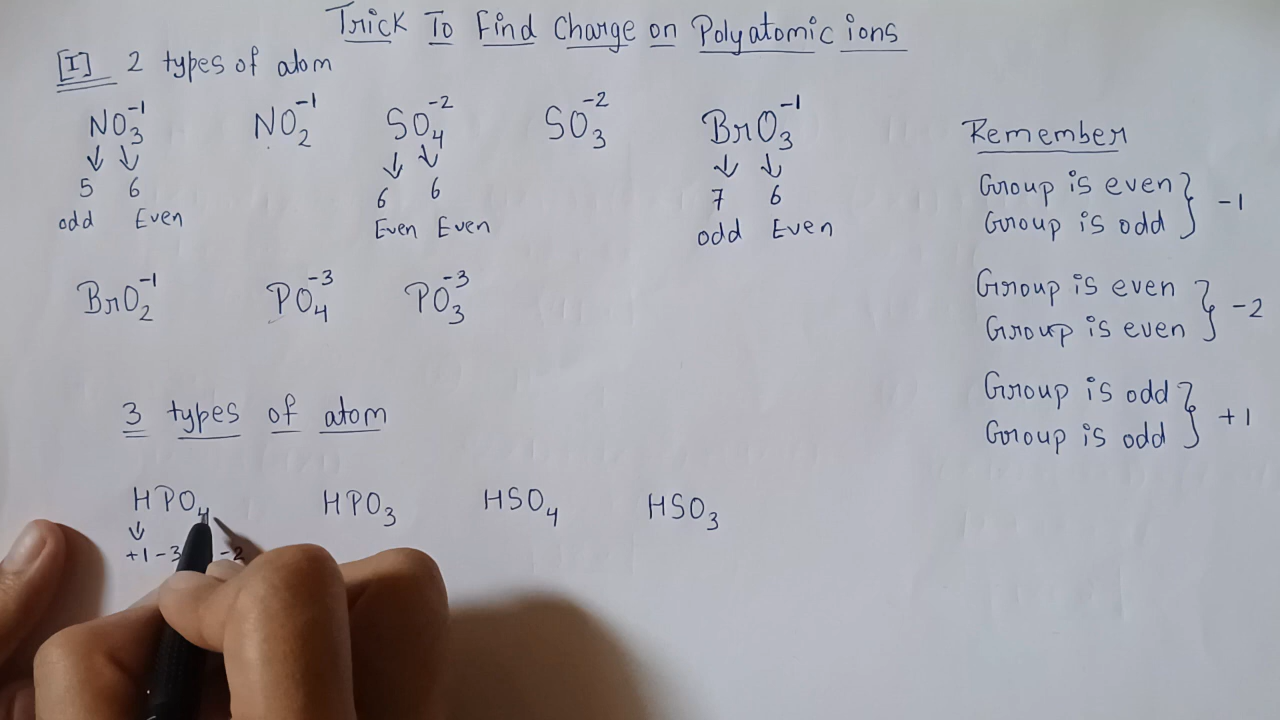 Trick To Find Charge on Polyatomic ions
[I] 2 types of atom
NO₃⁻¹ NO₂⁻¹ SO₄⁻² SO₃⁻² BrO₃⁻¹
↓ ↓ ↓ ↓ ↓ ↓
5 6 6 6 7 6
odd Even Even Even odd Even
BrO₂⁻¹ PO₄⁻³ PO₃⁻³
3 types of atom
HPO₄ HPO₃ HSO₄ HSO₃
↓
+1 -3 -2
Remember
Group is even
Group is odd } -1
Group is even
Group is even } -2
Group is odd
Group is odd } +1